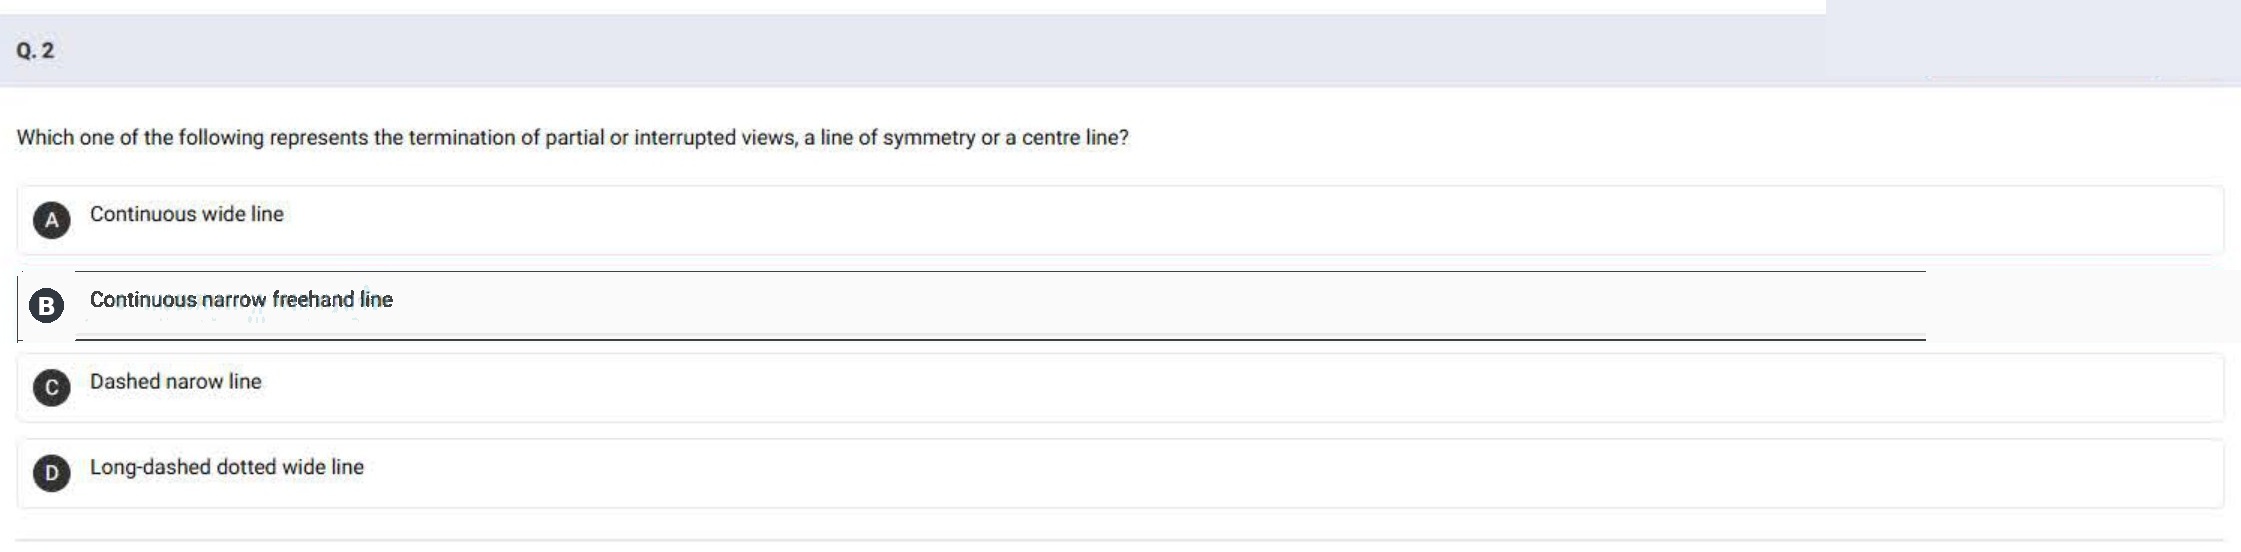 Q. 2
Which one of the following represents the termination of partial or interrupted views, a line of symmetry or a centre line?
A Continuous wide line
B Continuous narrow freehand line
C Dashed narow line
D Long-dashed dotted wide line